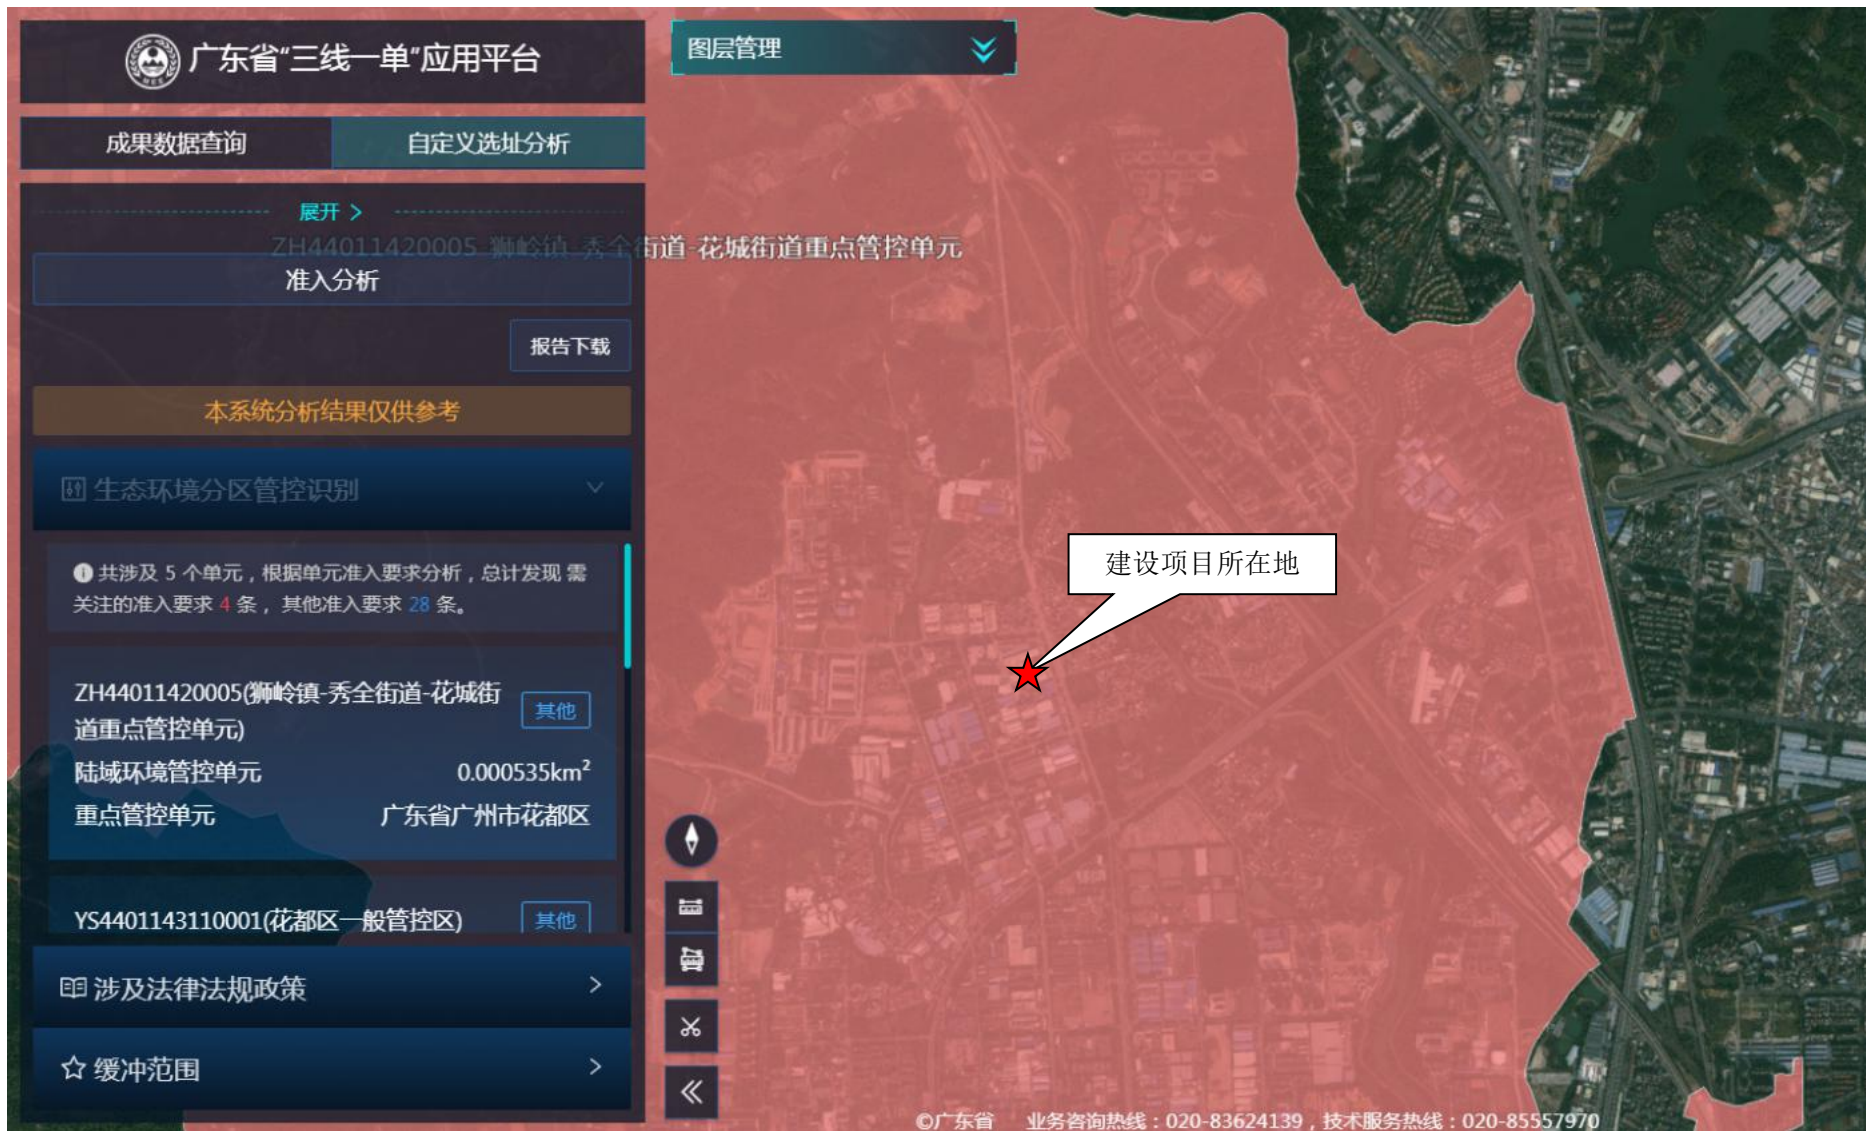 广东省“三线一单”应用平台
图层管理
成果数据查询
自定义选址分析
展开 >
ZH44011420005-狮岭镇-秀全街道-花城街道重点管控单元
准入分析
报告下载
本系统分析结果仅供参考
生态环境分区管控识别
共涉及 5 个单元，根据单元准入要求分析，总计发现 需
关注的准入要求 4 条， 其他准入要求 28 条。
ZH44011420005(狮岭镇-秀全街道-花城街
道重点管控单元)
其他
陆域环境管控单元
0.000535km²
重点管控单元
广东省广州市花都区
YS4401143110001(花都区一般管控区)
其他
涉及法律法规政策
缓冲范围
建设项目所在地
©广东省 业务咨询热线：020-83624139，技术服务热线：020-85557970